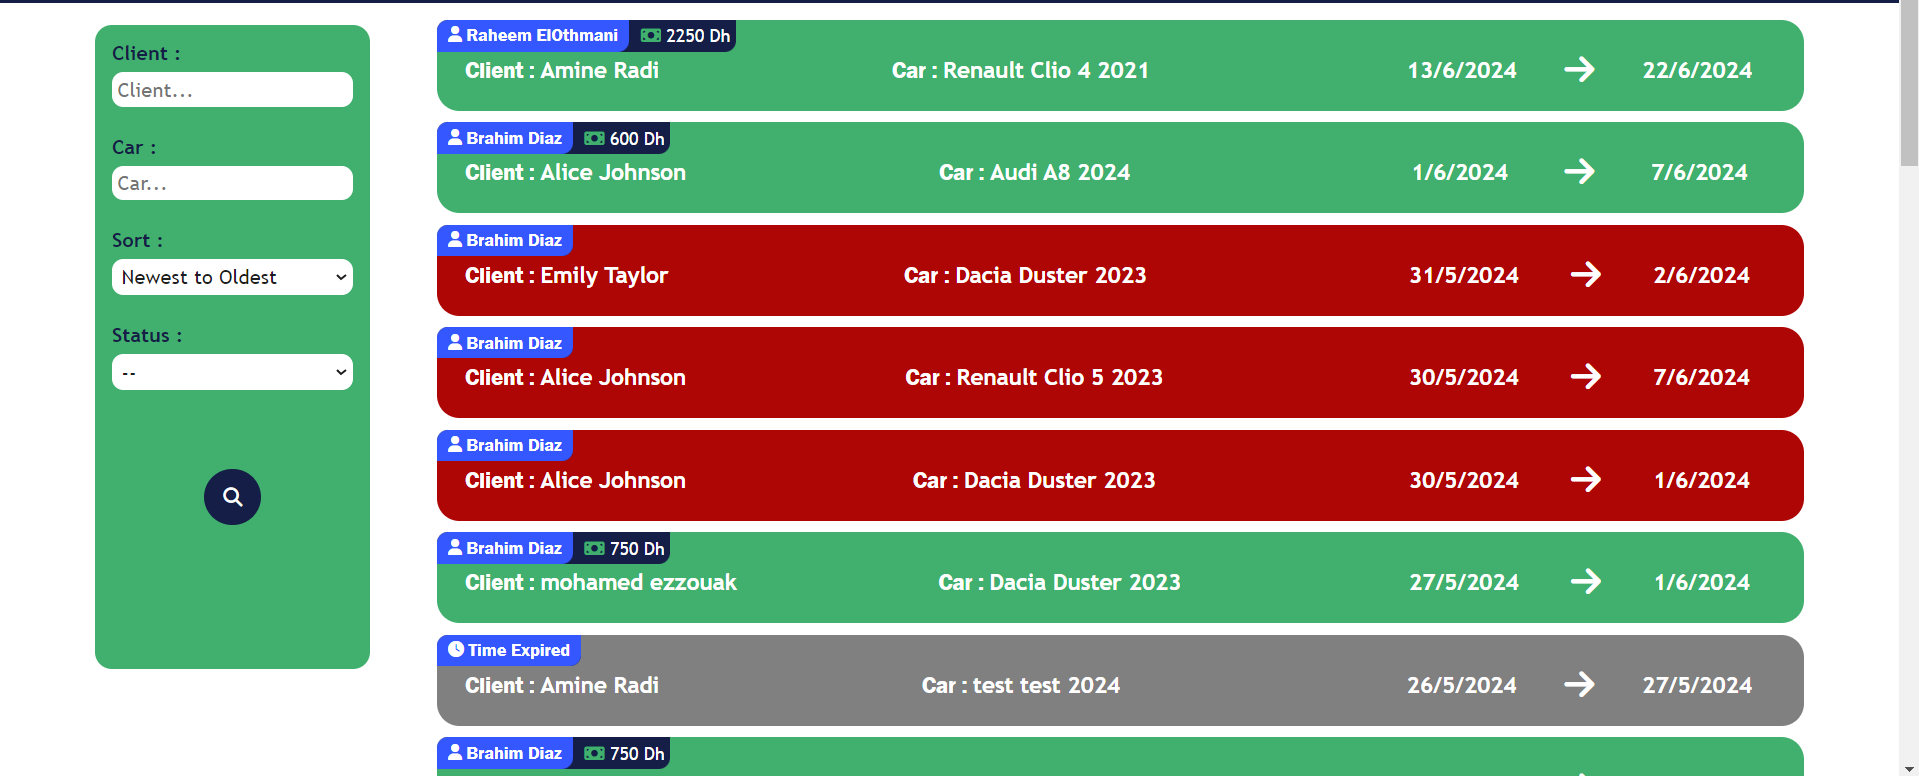 Client :
Client...
Car :
Car...
Sort :
Newest to Oldest
Status :
--
Raheem ElOthmani 2250 Dh
Client : Amine Radi Car : Renault Clio 4 2021 13/6/2024 22/6/2024
Brahim Diaz 600 Dh
Client : Alice Johnson Car : Audi A8 2024 1/6/2024 7/6/2024
Brahim Diaz
Client : Emily Taylor Car : Dacia Duster 2023 31/5/2024 2/6/2024
Brahim Diaz
Client : Alice Johnson Car : Renault Clio 5 2023 30/5/2024 7/6/2024
Brahim Diaz
Client : Alice Johnson Car : Dacia Duster 2023 30/5/2024 1/6/2024
Brahim Diaz 750 Dh
Client : mohamed ezzouak Car : Dacia Duster 2023 27/5/2024 1/6/2024
Time Expired
Client : Amine Radi Car : test test 2024 26/5/2024 27/5/2024
Brahim Diaz 750 Dh